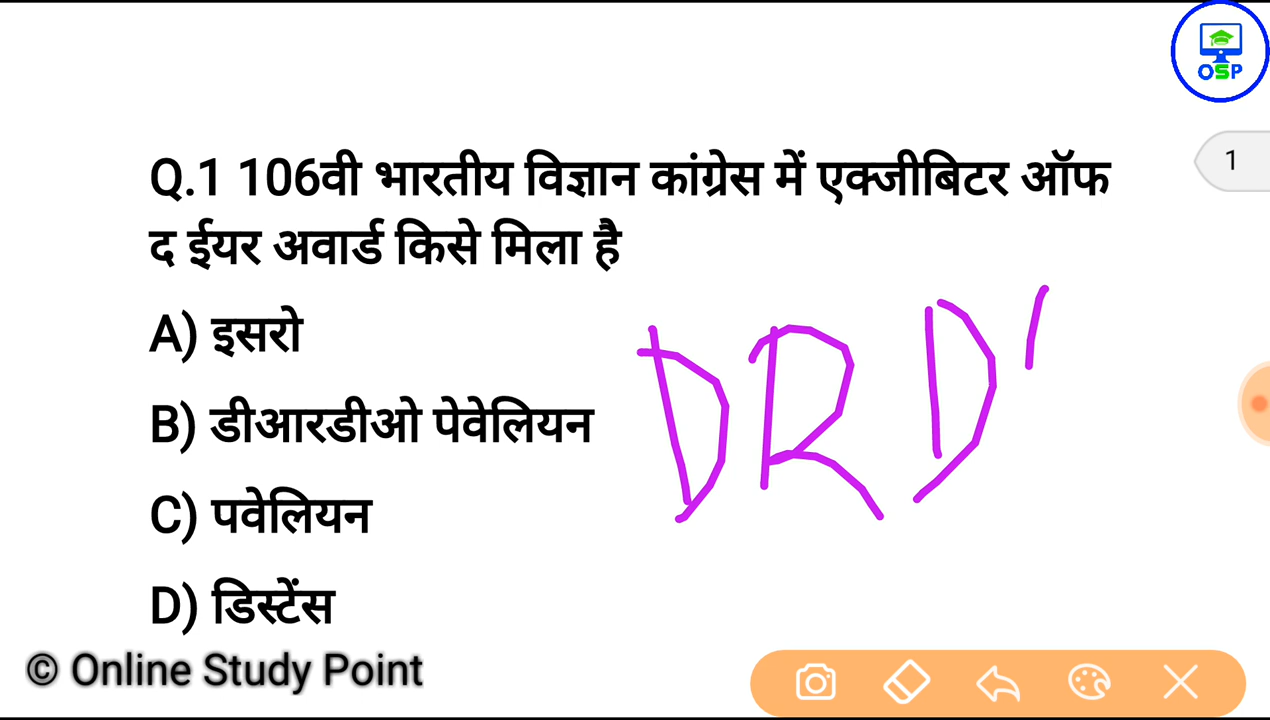 OSP
1
Q.1 106वी भारतीय विज्ञान कांग्रेस में एक्जीबिटर ऑफ
द ईयर अवार्ड किसे मिला है
A) इसरो
B) डीआरडीओ पेवेलियन
C) पवेलियन
D) डिस्टेंस
DRD
© Online Study Point